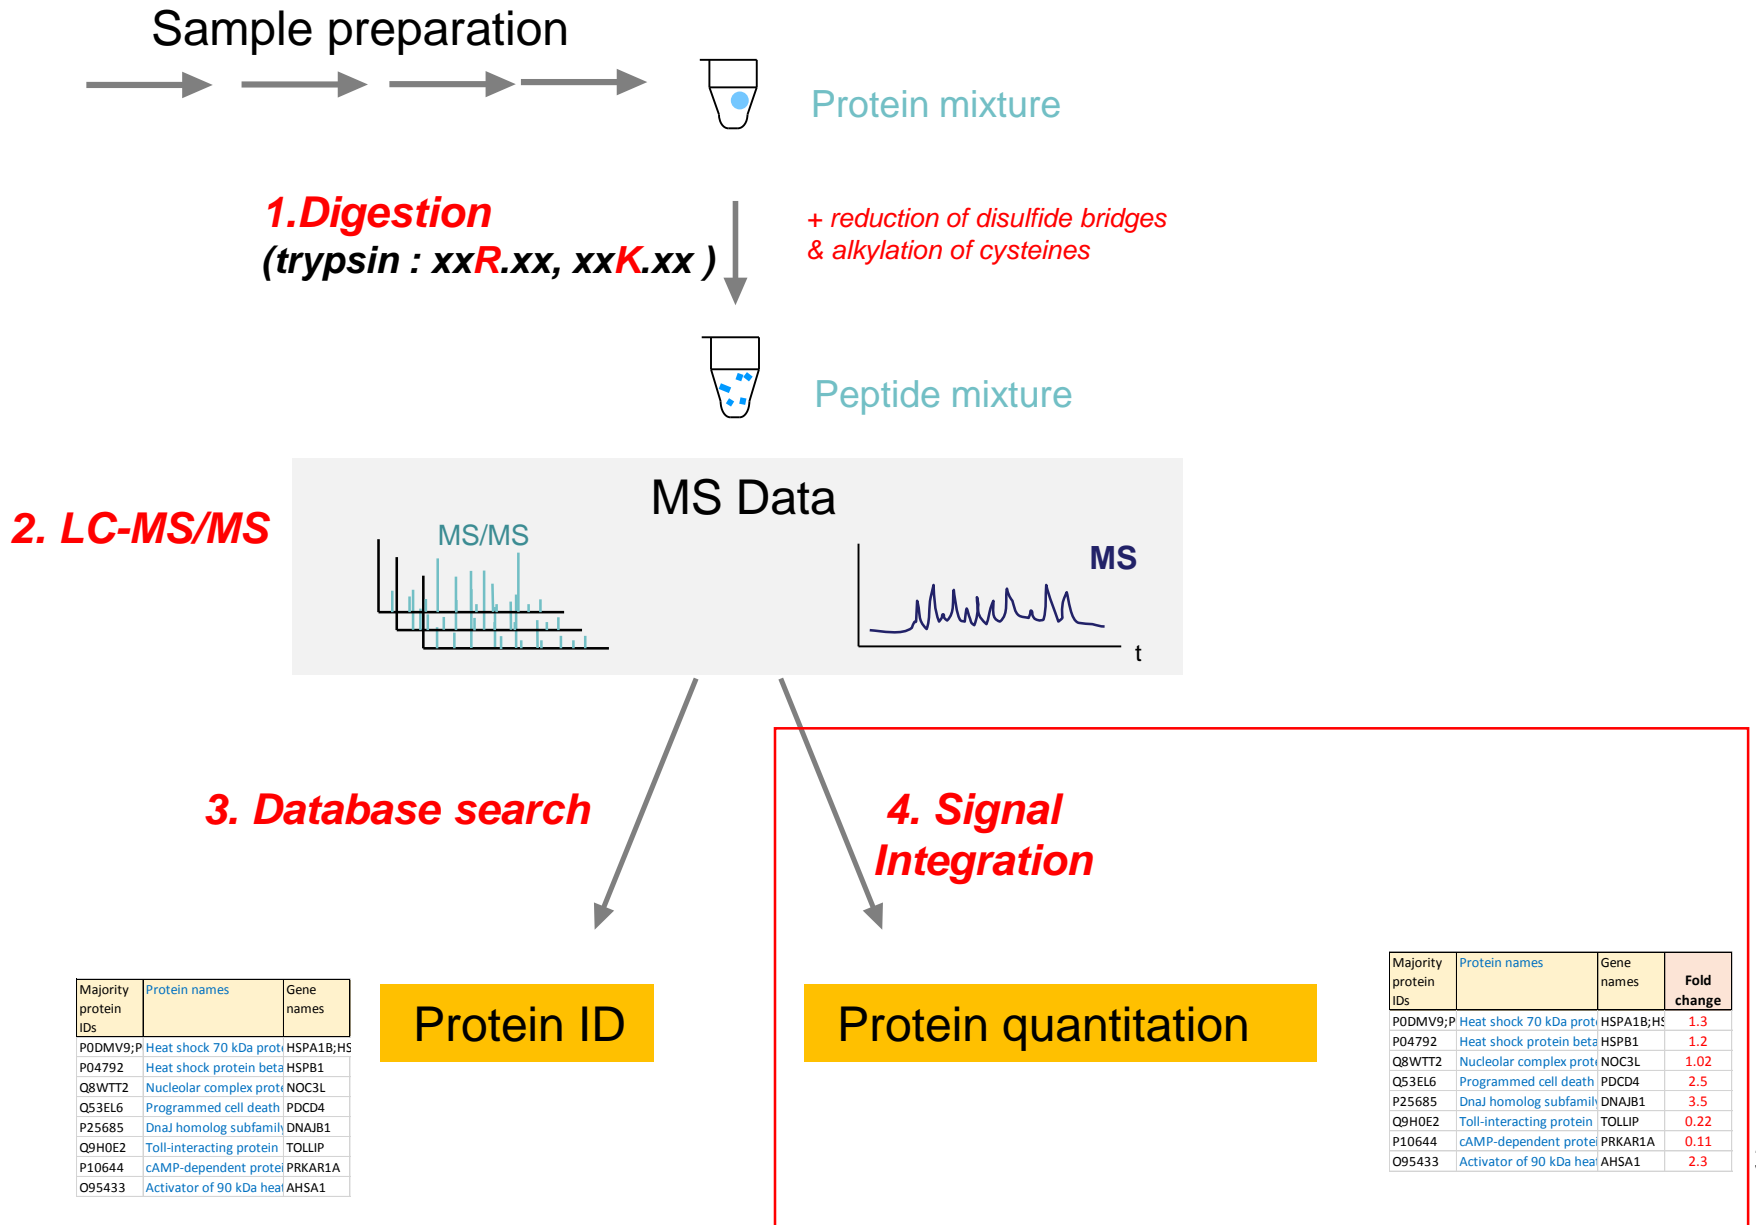 Sample preparation
Protein mixture
1.Digestion
(trypsin : xxR.xx, xxK.xx )
+ reduction of disulfide bridges
& alkylation of cysteines
Peptide mixture
MS Data
2. LC-MS/MS
MS/MS
MS
t
3. Database search
4. Signal
Integration
Protein ID
Protein quantitation
Majority protein IDs Protein names Gene names
P0DMV9;P Heat shock 70 kDa prote HSPA1B;HS
P04792 Heat shock protein beta HSPB1
Q8WTT2 Nucleolar complex prote NOC3L
Q53EL6 Programmed cell death PDCD4
P25685 DnaJ homolog subfamily DNAJB1
Q9H0E2 Toll-interacting protein TOLLIP
P10644 cAMP-dependent protei PRKAR1A
O95433 Activator of 90 kDa heat AHSA1
Majority protein IDs Protein names Gene names Fold change
P0DMV9;P Heat shock 70 kDa prote HSPA1B;HS 1.3
P04792 Heat shock protein beta HSPB1 1.2
Q8WTT2 Nucleolar complex prote NOC3L 1.02
Q53EL6 Programmed cell death PDCD4 2.5
P25685 DnaJ homolog subfamily DNAJB1 3.5
Q9H0E2 Toll-interacting protein TOLLIP 0.22
P10644 cAMP-dependent protei PRKAR1A 0.11
O95433 Activator of 90 kDa heat AHSA1 2.3